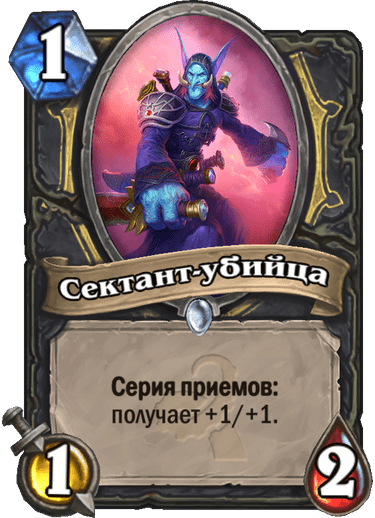 1
Сектант-убийца
Серия приемов:
получает +1/+1.
1
2